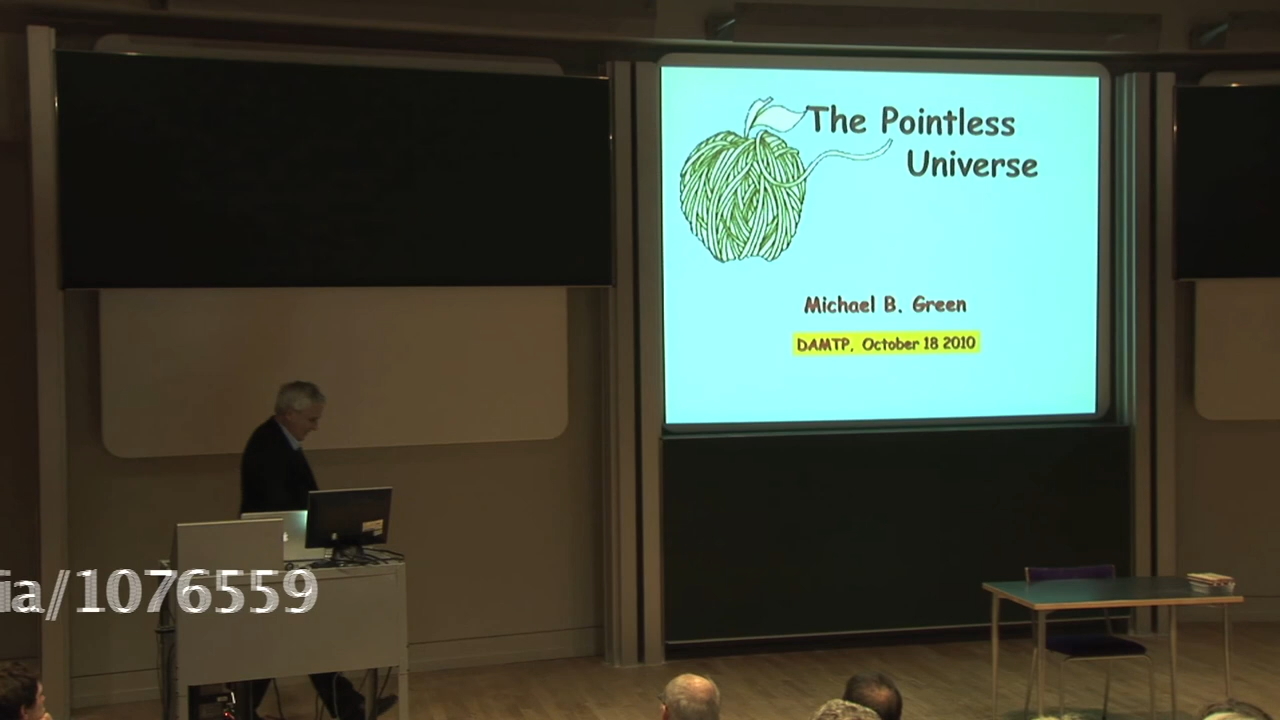 The Pointless
Universe
Michael B. Green
DAMTP, October 18 2010
ia/1076559